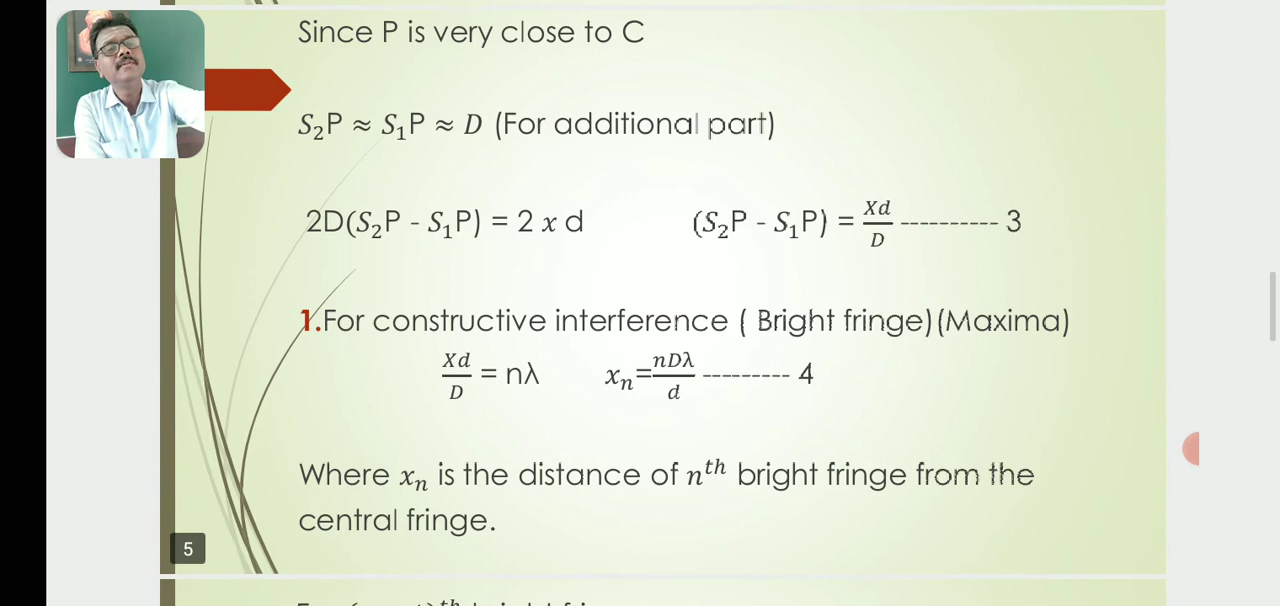 Since P is very close to C
S₂P ≈ S₁P ≈ D (For additional part)
2D(S₂P - S₁P) = 2 x d (S₂P - S₁P) = Xd/D ---------- 3
1.For constructive interference ( Bright fringe)(Maxima)
Xd/D = nλ xₙ=nDλ/d --------- 4
Where xₙ is the distance of nᵗʰ bright fringe from the
central fringe.
5